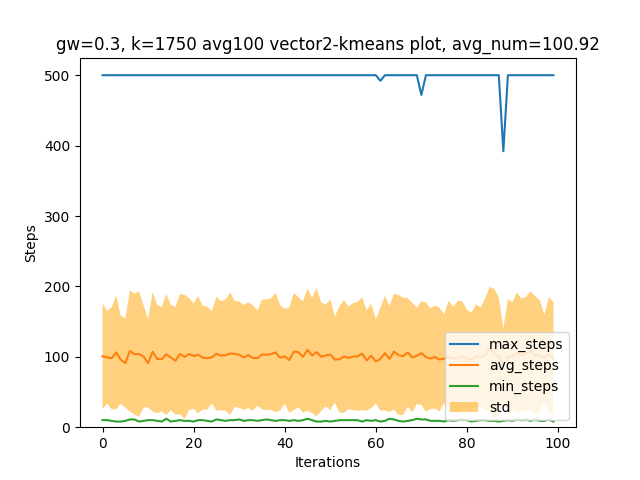 gw=0.3, k=1750 avg100 vector2-kmeans plot, avg_num=100.92
500
400
300
200
100
0
Steps
max_steps
avg_steps
min_steps
std
0 20 40 60 80 100
Iterations